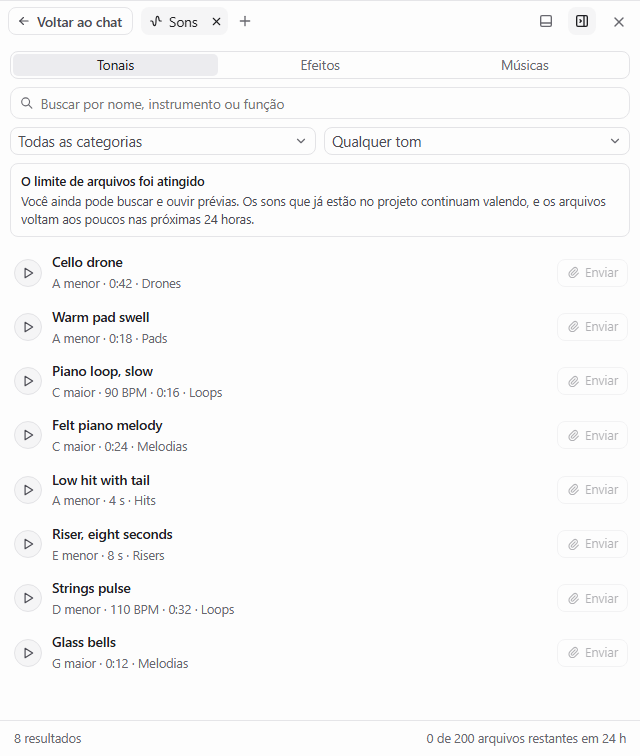 Voltar ao chat
Sons
Tonais
Efeitos
Músicas
Buscar por nome, instrumento ou função
Todas as categorias
Qualquer tom
O limite de arquivos foi atingido
Você ainda pode buscar e ouvir prévias. Os sons que já estão no projeto continuam valendo, e os arquivos
voltam aos poucos nas próximas 24 horas.
Cello drone
A menor · 0:42 · Drones
Enviar
Warm pad swell
A menor · 0:18 · Pads
Enviar
Piano loop, slow
C maior · 90 BPM · 0:16 · Loops
Enviar
Felt piano melody
C maior · 0:24 · Melodias
Enviar
Low hit with tail
A menor · 4 s · Hits
Enviar
Riser, eight seconds
E menor · 8 s · Risers
Enviar
Strings pulse
D menor · 110 BPM · 0:32 · Loops
Enviar
Glass bells
G maior · 0:12 · Melodias
Enviar
8 resultados
0 de 200 arquivos restantes em 24 h